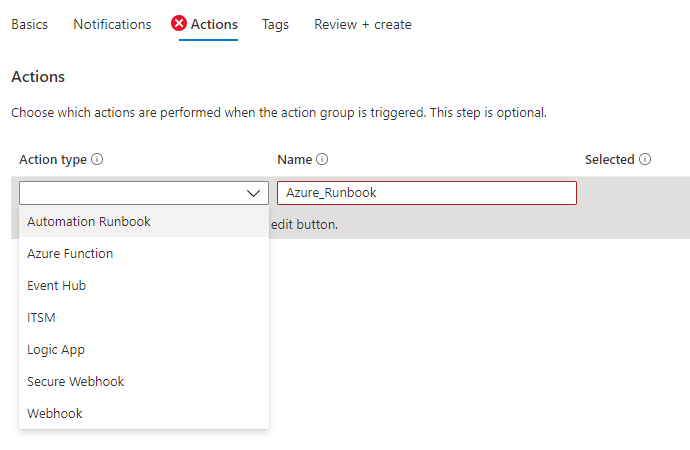 Basics Notifications Actions Tags Review + create
Actions
Choose which actions are performed when the action group is triggered. This step is optional.
Action type Name Selected
Azure_Runbook
edit button.
Automation Runbook
Azure Function
Event Hub
ITSM
Logic App
Secure Webhook
Webhook